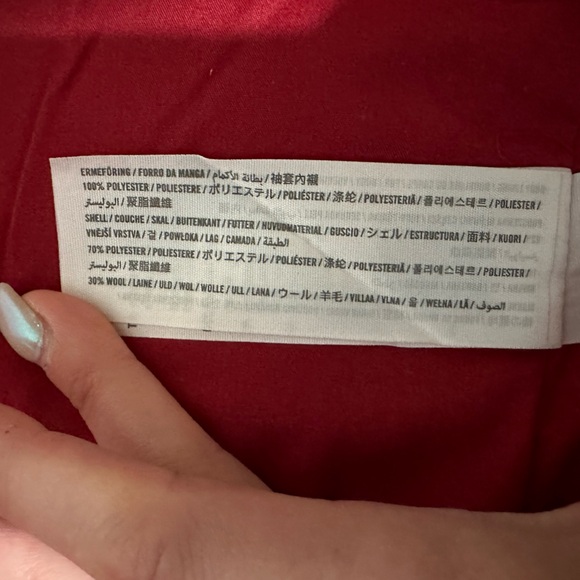 ERMEFÔRING / FORRO DA MANGA / بطانة الأكمام / 袖套內襯
100% POLYESTER / POLIESTERE / ポリエステル / POLIÉSTER / 涤纶 / POLYESTERIÄ / 폴리에스테르 / POLIESTER /
البوليستر / 聚脂纖維
SHELL / COUCHE / SKAL / BUITENKANT / FUTTER / HUVUDMATERIAL / GUSCIO / シェル / ESTRUCTURA / 面料 / KUORI /
VNĚJŠÍ VRSTVA / 겉 / POWŁOKA / LAG / CAMADA / الطبقة
70% POLYESTER / POLIESTERE / ポリエステル / POLIÉSTER / 涤纶 / POLYESTERIÄ / 폴리에스테르 / POLIESTER /
البوليستر / 聚脂纖維
30% WOOL / LAINE / ULD / WOL / WOLLE / ULL / LANA / ウール / 羊毛 / VILLAA / VLNA / 울 / WEŁNA / LÃ / الصوف